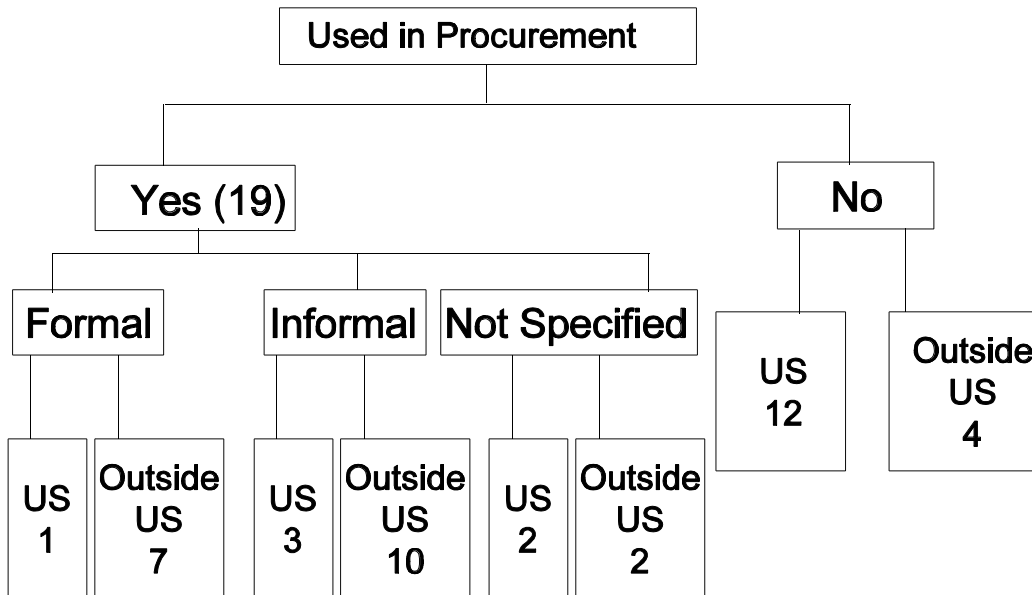 Used in Procurement
Yes (19)
No
Formal
Informal
Not Specified
US
12
Outside
US
4
US
1
Outside
US
7
US
3
Outside
US
10
US
2
Outside
US
2